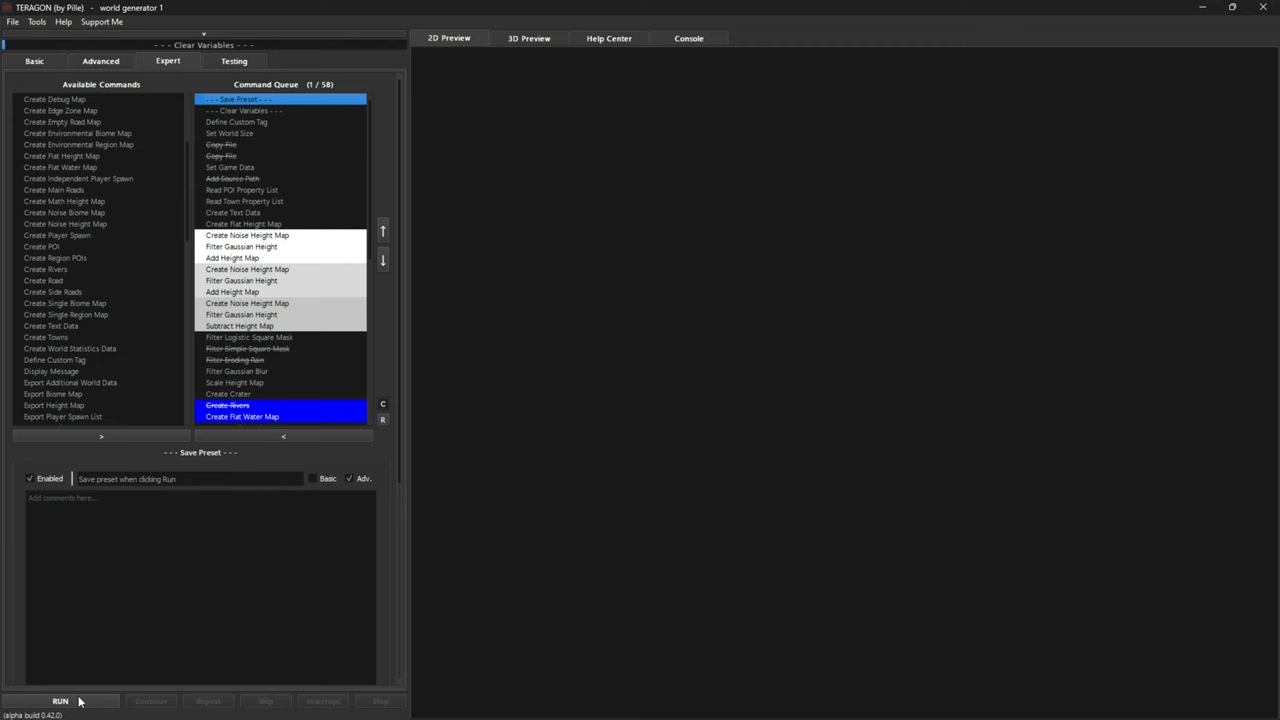 TERAGON (by Pille) - world generator 1
File Tools Help Support Me
- - - Clear Variables - - -
Basic Advanced Expert Testing
2D Preview 3D Preview Help Center Console
Available Commands
Create Debug Map
Create Edge Zone Map
Create Empty Road Map
Create Environmental Biome Map
Create Environmental Region Map
Create Flat Height Map
Create Flat Water Map
Create Independent Player Spawn
Create Main Roads
Create Math Height Map
Create Noise Biome Map
Create Noise Height Map
Create Player Spawn
Create POI
Create Region POIs
Create Rivers
Create Road
Create Side Roads
Create Single Biome Map
Create Single Region Map
Create Text Data
Create Towns
Create World Statistics Data
Define Custom Tag
Display Message
Export Additional World Data
Export Biome Map
Export Height Map
Export Player Spawn List
>
Command Queue (1 / 58)
- - - Save Preset - - -
- - - Clear Variables - - -
Define Custom Tag
Set World Size
Copy File
Copy File
Set Game Data
Add Source Path
Read POI Property List
Read Town Property List
Create Text Data
Create Flat Height Map
Create Noise Height Map
Filter Gaussian Height
Add Height Map
Create Noise Height Map
Filter Gaussian Height
Add Height Map
Create Noise Height Map
Filter Gaussian Height
Subtract Height Map
Filter Logistic Square Mask
Filter Simple Square Mask
Filter Eroding Rain
Filter Gaussian Blur
Scale Height Map
Create Crater
Create Rivers
Create Flat Water Map
<
↑
↓
C
R
- - - Save Preset - - -
Enabled Save preset when clicking Run Basic Adv.
Add comments here...
RUN Continue Repeat Skip Interrupt Stop
(alpha build 0.42.0)